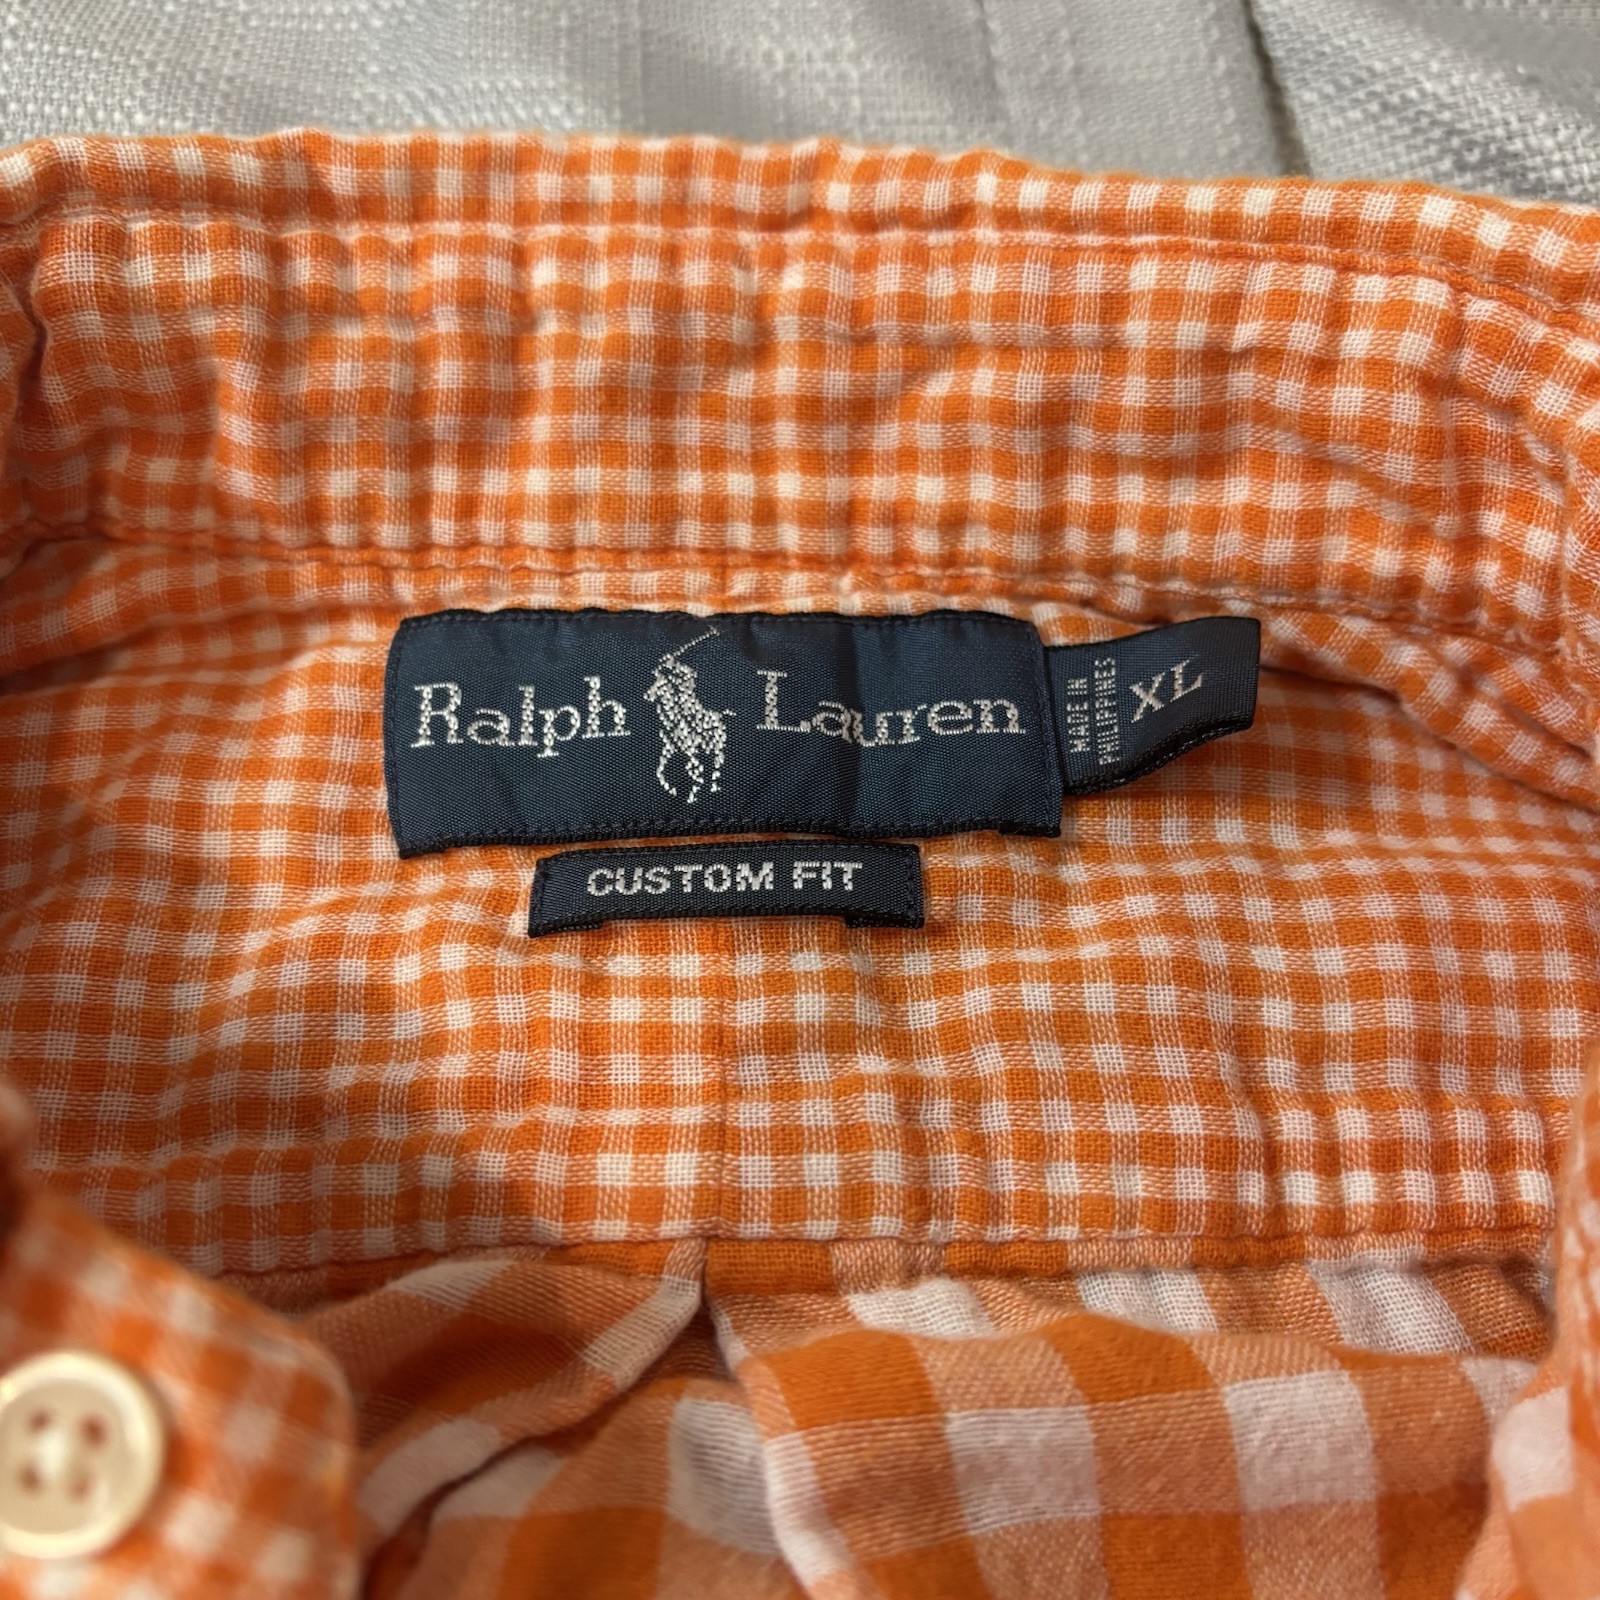 Ralph Lauren
MADE IN
PHILIPPINES
XL
CUSTOM FIT